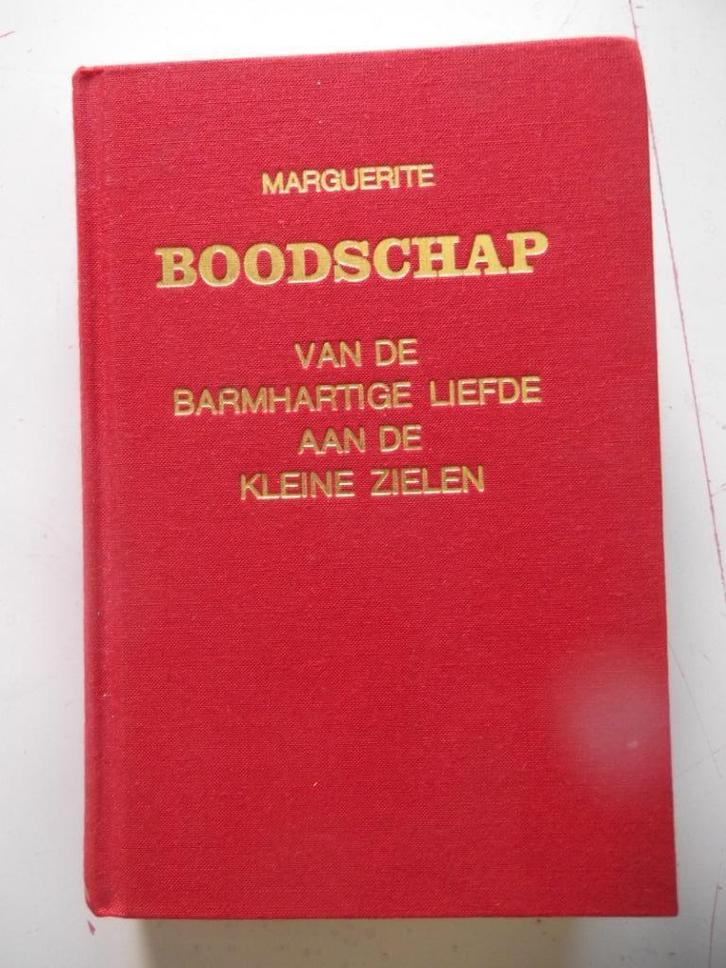 MARGUERITE
BOODSCHAP
VAN DE
BARMHARTIGE LIEFDE
AAN DE
KLEINE ZIELEN